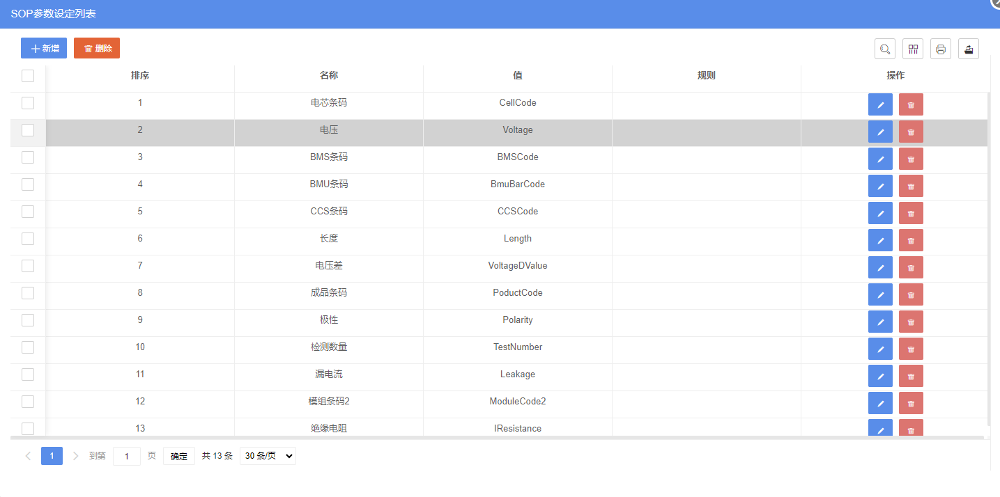 SOP参数设定列表
新增 删除
排序 名称 值 规则 操作
1 电芯条码 CellCode
2 电压 Voltage
3 BMS条码 BMSCode
4 BMU条码 BmuBarCode
5 CCS条码 CCSCode
6 长度 Length
7 电压差 VoltageDValue
8 成品条码 PoductCode
9 极性 Polarity
10 检测数量 TestNumber
11 漏电流 Leakage
12 模组条码2 ModuleCode2
13 绝缘电阻 IResistance
1 到第 1 页 确定 共 13 条 30 条/页